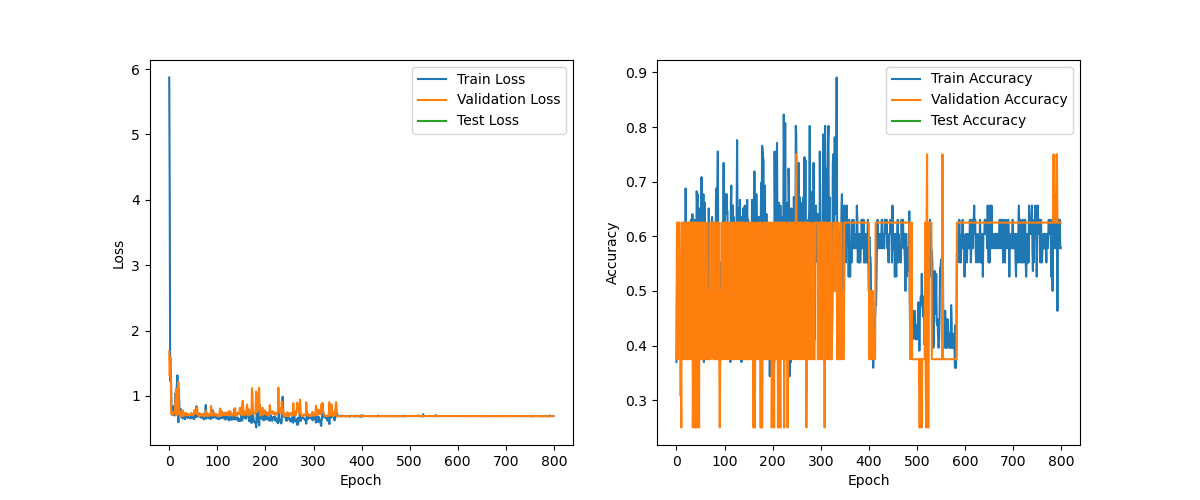 6
5
4
3
2
1
0 100 200 300 400 500 600 700 800
Loss
Epoch
Train Loss
Validation Loss
Test Loss
0.9
0.8
0.7
0.6
0.5
0.4
0.3
0 100 200 300 400 500 600 700 800
Accuracy
Epoch
Train Accuracy
Validation Accuracy
Test Accuracy